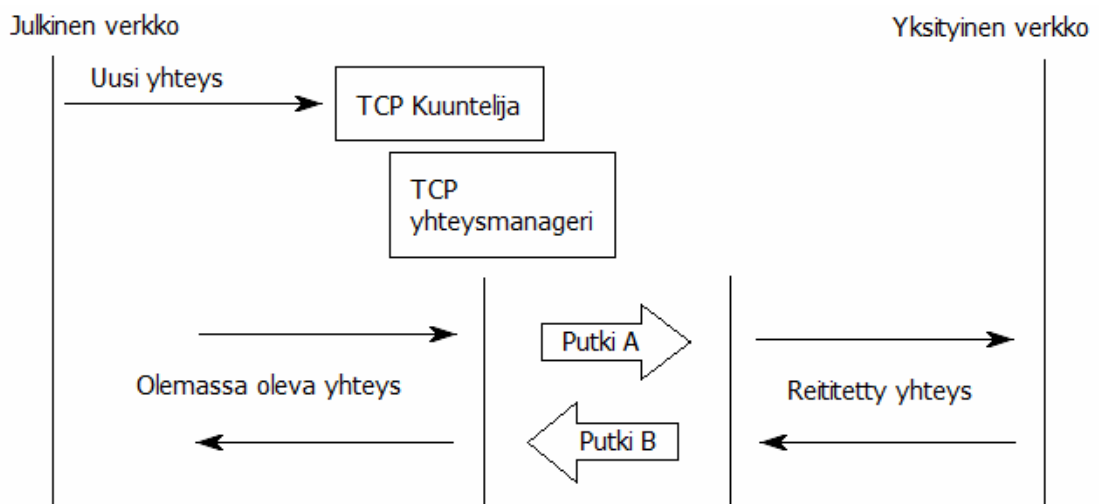 Julkinen verkko
Yksityinen verkko
Uusi yhteys
TCP Kuuntelija
TCP
yhteysmanageri
Putki A
Olemassa oleva yhteys
Reititetty yhteys
Putki B